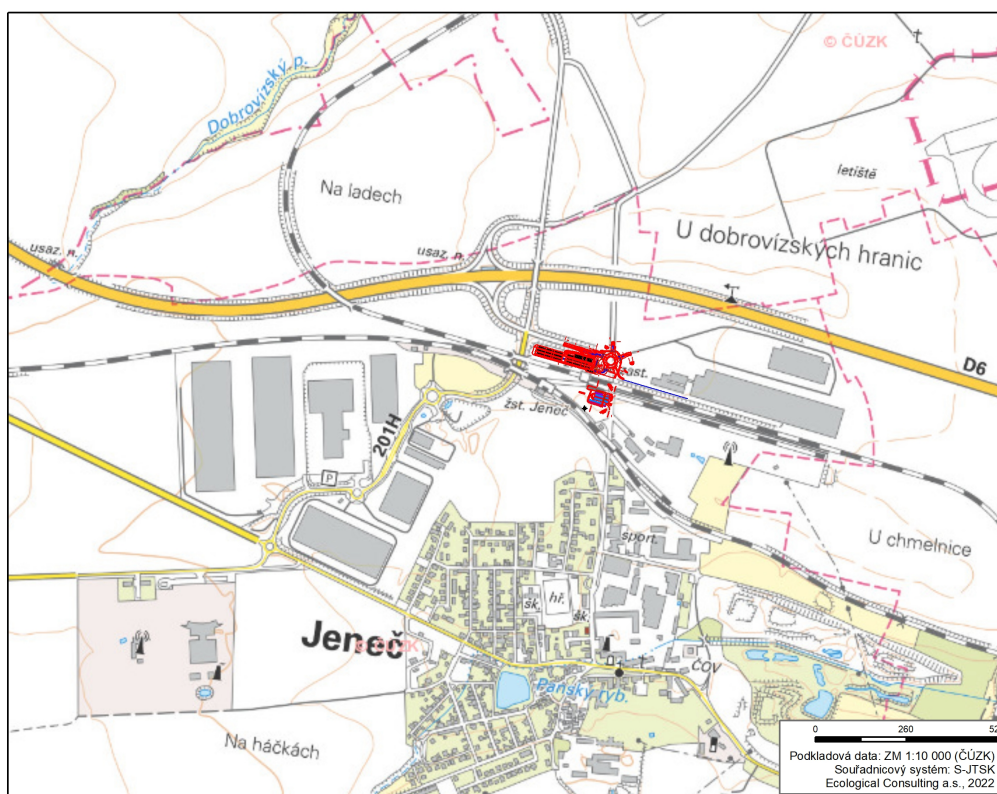 © ČÚZK
Dobrovízský p.
Na ladech
letiště
U dobrovízských hranic
usaz. n.
usaz. n.
D6
zast.
žst. Jeneč
201H
P
U chmelnice
sport.
hř.
šk.
šk.
Jeneč
ČÚZK
ČOV
Panský ryb.
Na háčkách
0 260
Podkladová data: ZM 1:10 000 (ČÚZK)
Souřadnicový systém: S-JTSK
Ecological Consulting a.s., 2022